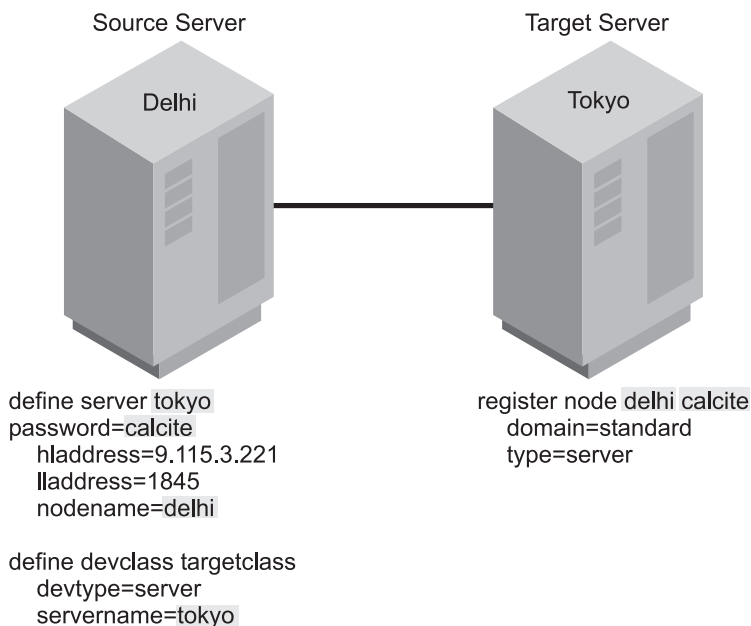 Source Server
Target Server
Delhi
Tokyo
define server tokyo
password=calcite
hladdress=9.115.3.221
lladdress=1845
nodename=delhi
define devclass targetclass
devtype=server
servername=tokyo
register node delhi calcite
domain=standard
type=server